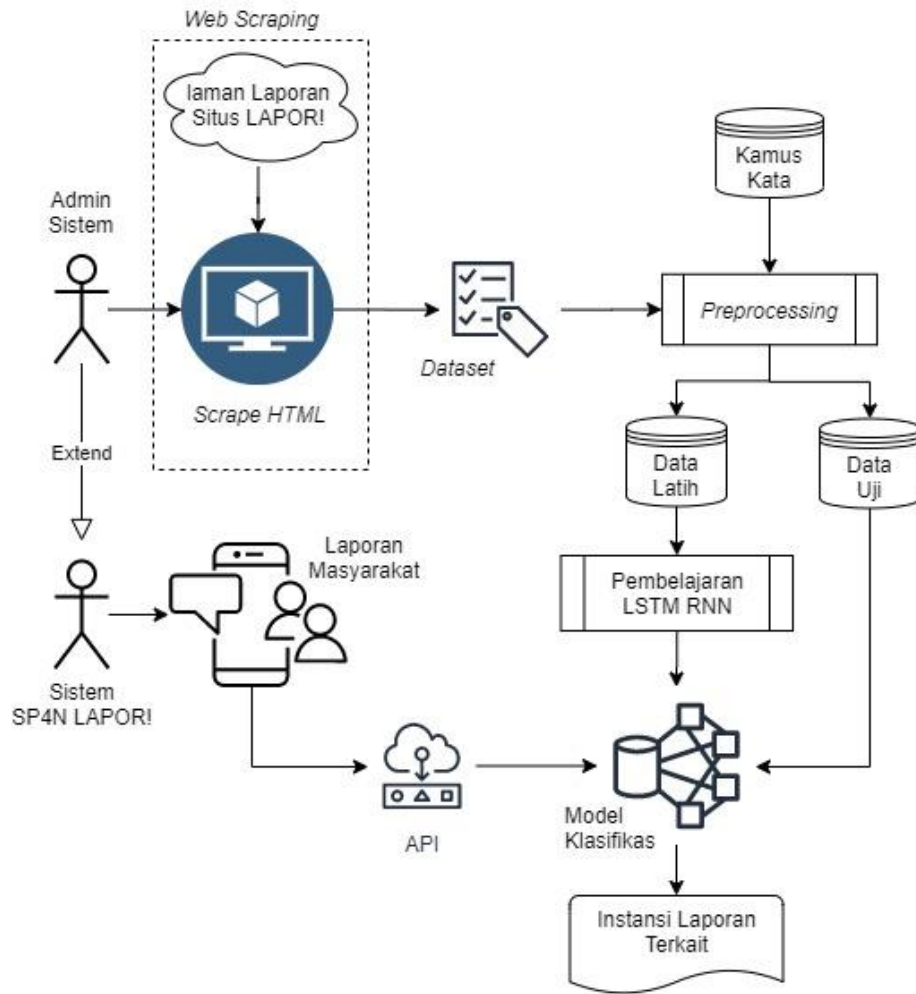 Web Scraping
laman Laporan
Situs LAPOR!
Kamus
Kata
Admin
Sistem
Preprocessing
Dataset
Scrape HTML
Extend
Data
Latih
Data
Uji
Laporan
Masyarakat
Pembelajaran
LSTM RNN
Sistem
SP4N LAPOR!
API
Model
Klasifikas
Instansi Laporan
Terkait